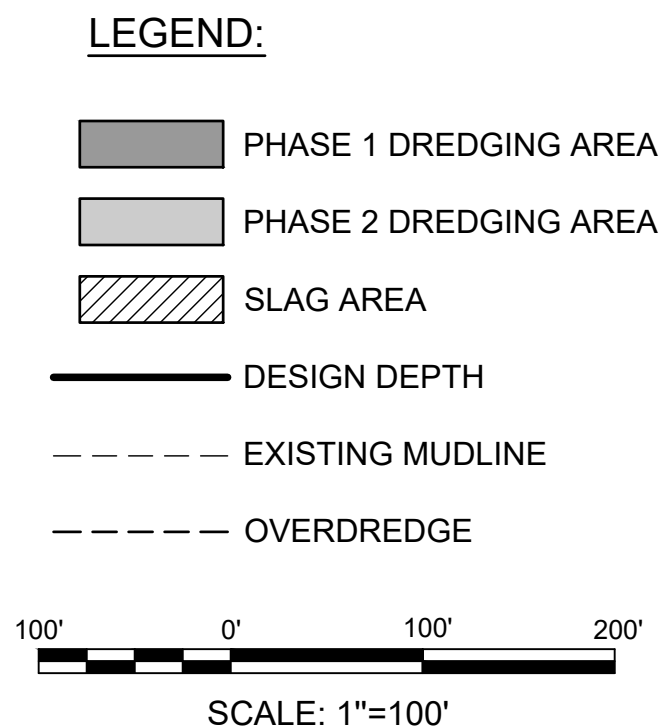 LEGEND:
PHASE 1 DREDGING AREA
PHASE 2 DREDGING AREA
SLAG AREA
DESIGN DEPTH
EXISTING MUDLINE
OVERDREDGE
100' 0' 100' 200'
SCALE: 1"=100'